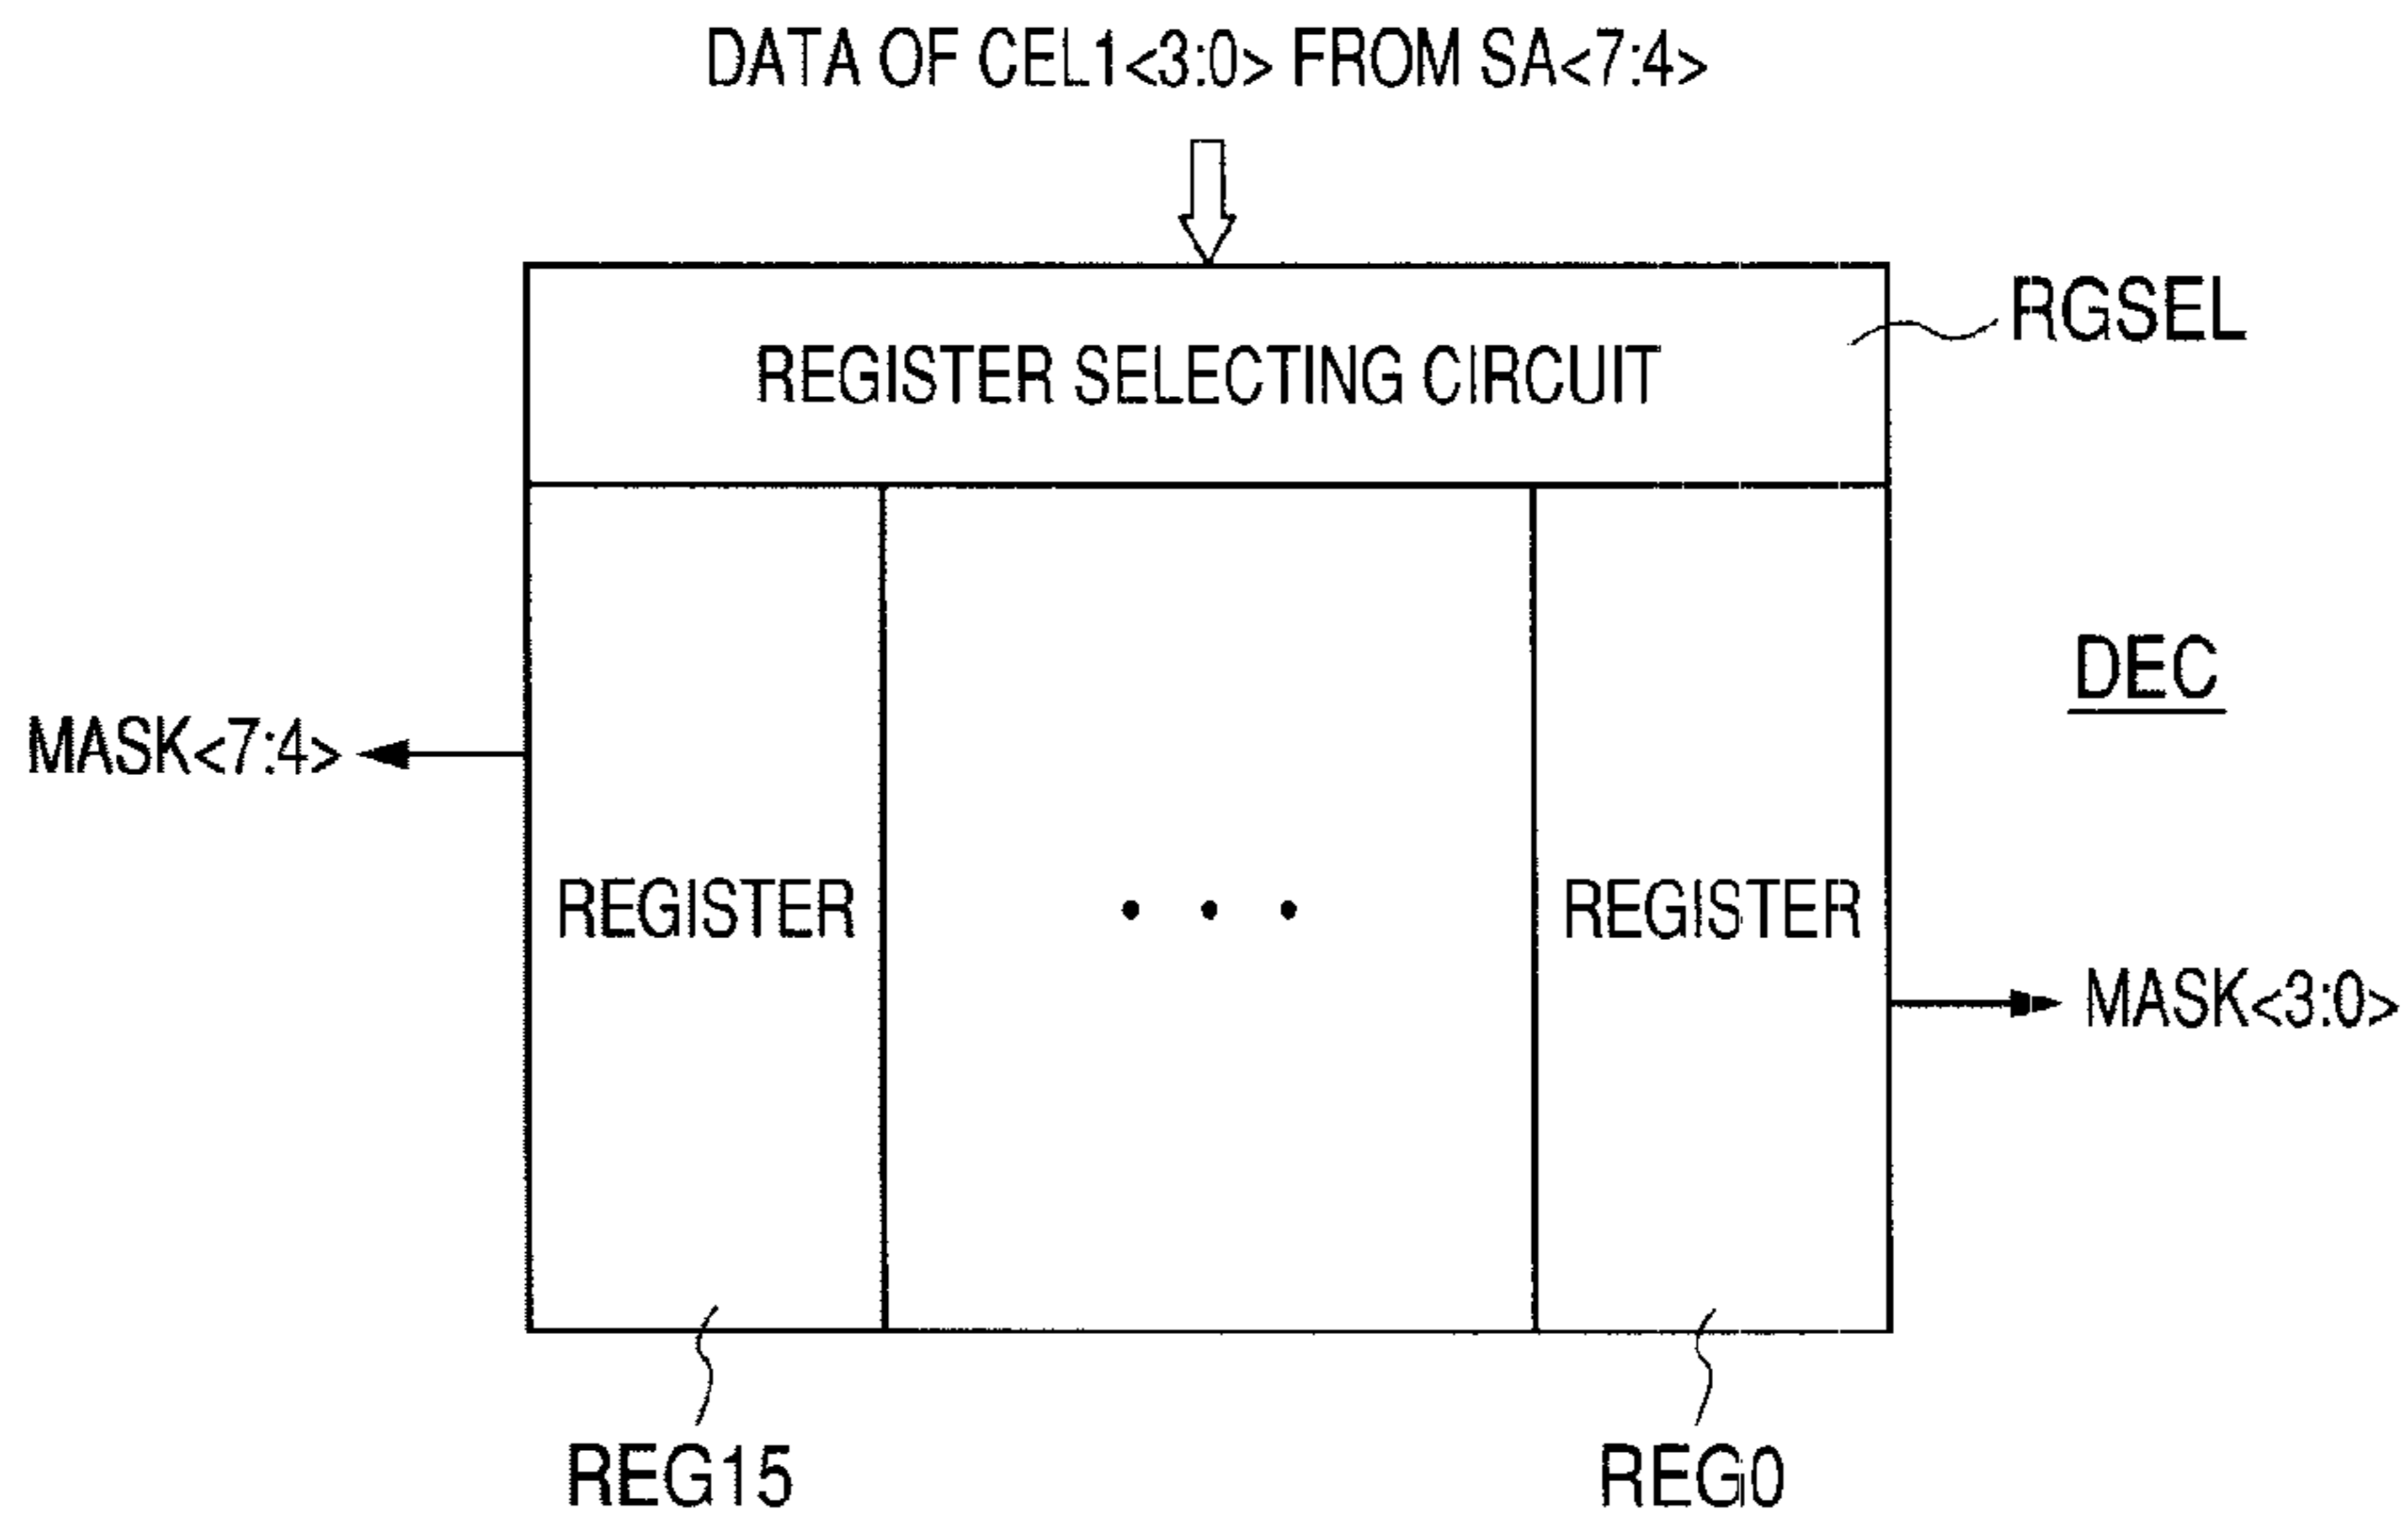 DATA OF CEL1<3:0> FROM SA<7:4>
RGSEL
REGISTER SELECTING CIRCUIT
DEC
MASK<7:4>
REGISTER
• • •
REGISTER
MASK<3:0>
REG15
REG0